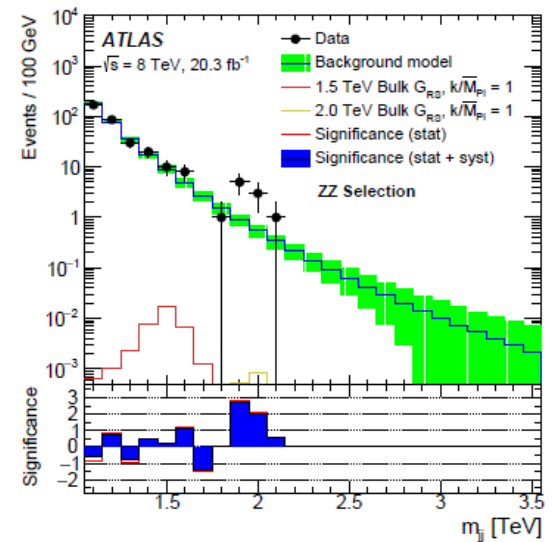 ATLAS
√s = 8 TeV, 20.3 fb⁻¹
Data
Background model
1.5 TeV Bulk G_RS, k/M̅_Pl = 1
2.0 TeV Bulk G_RS, k/M̅_Pl = 1
Significance (stat)
Significance (stat + syst)
ZZ Selection
Events / 100 GeV
10⁴
10³
10²
10
1
10⁻¹
10⁻²
10⁻³
Significance
3
2
1
0
−1
−2
1.5 2 2.5 3 3.5
m_jj [TeV]